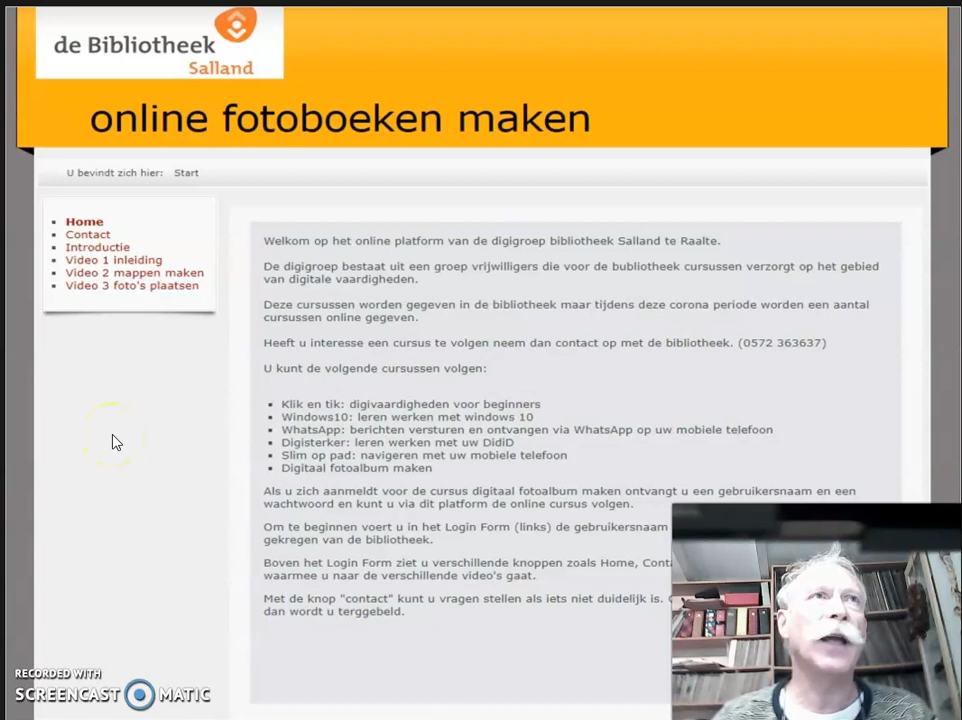 de Bibliotheek
Salland
online fotoboeken maken
U bevindt zich hier: Start
Home
Contact
Introductie
Video 1 inleiding
Video 2 mappen maken
Video 3 foto's plaatsen
Welkom op het online platform van de digigroep bibliotheek Salland te Raalte.
De digigroep bestaat uit een groep vrijwilligers die voor de bubliotheek cursussen verzorgt op het gebied
van digitale vaardigheden.
Deze cursussen worden gegeven in de bibliotheek maar tijdens deze corona periode worden een aantal
cursussen online gegeven.
Heeft u interesse een cursus te volgen neem dan contact op met de bibliotheek. (0572 363637)
U kunt de volgende cursussen volgen:
Klik en tik: digivaardigheden voor beginners
Windows10: leren werken met windows 10
WhatsApp: berichten versturen en ontvangen via WhatsApp op uw mobiele telefoon
Digisterker: leren werken met uw DidiD
Slim op pad: navigeren met uw mobiele telefoon
Digitaal fotoalbum maken
Als u zich aanmeldt voor de cursus digitaal fotoalbum maken ontvangt u een gebruikersnaam en een
wachtwoord en kunt u via dit platform de online cursus volgen.
Om te beginnen voert u in het Login Form (links) de gebruikersnaam
gekregen van de bibliotheek.
Boven het Login Form ziet u verschillende knoppen zoals Home,
waarmee u naar de verschillende video's gaat.
Met de knop "contact" kunt u vragen stellen als iets niet duidelijk is.
dan wordt u terggebeld.
RECORDED WITH
SCREENCAST MATIC